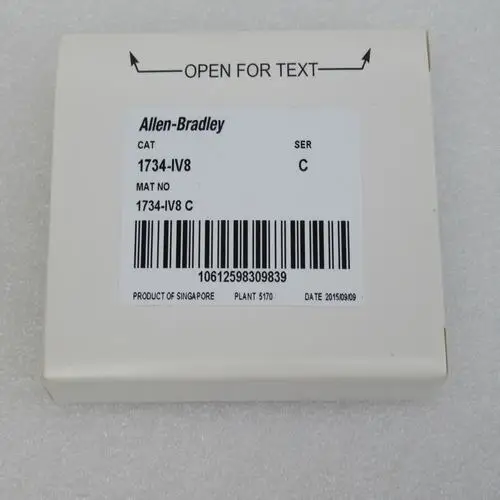 OPEN FOR TEXT
Allen-Bradley
CAT SER
1734-IV8 C
MAT NO
1734-IV8 C
10612598309839
PRODUCT OF SINGAPORE PLANT 5170 DATE 2015/09/09